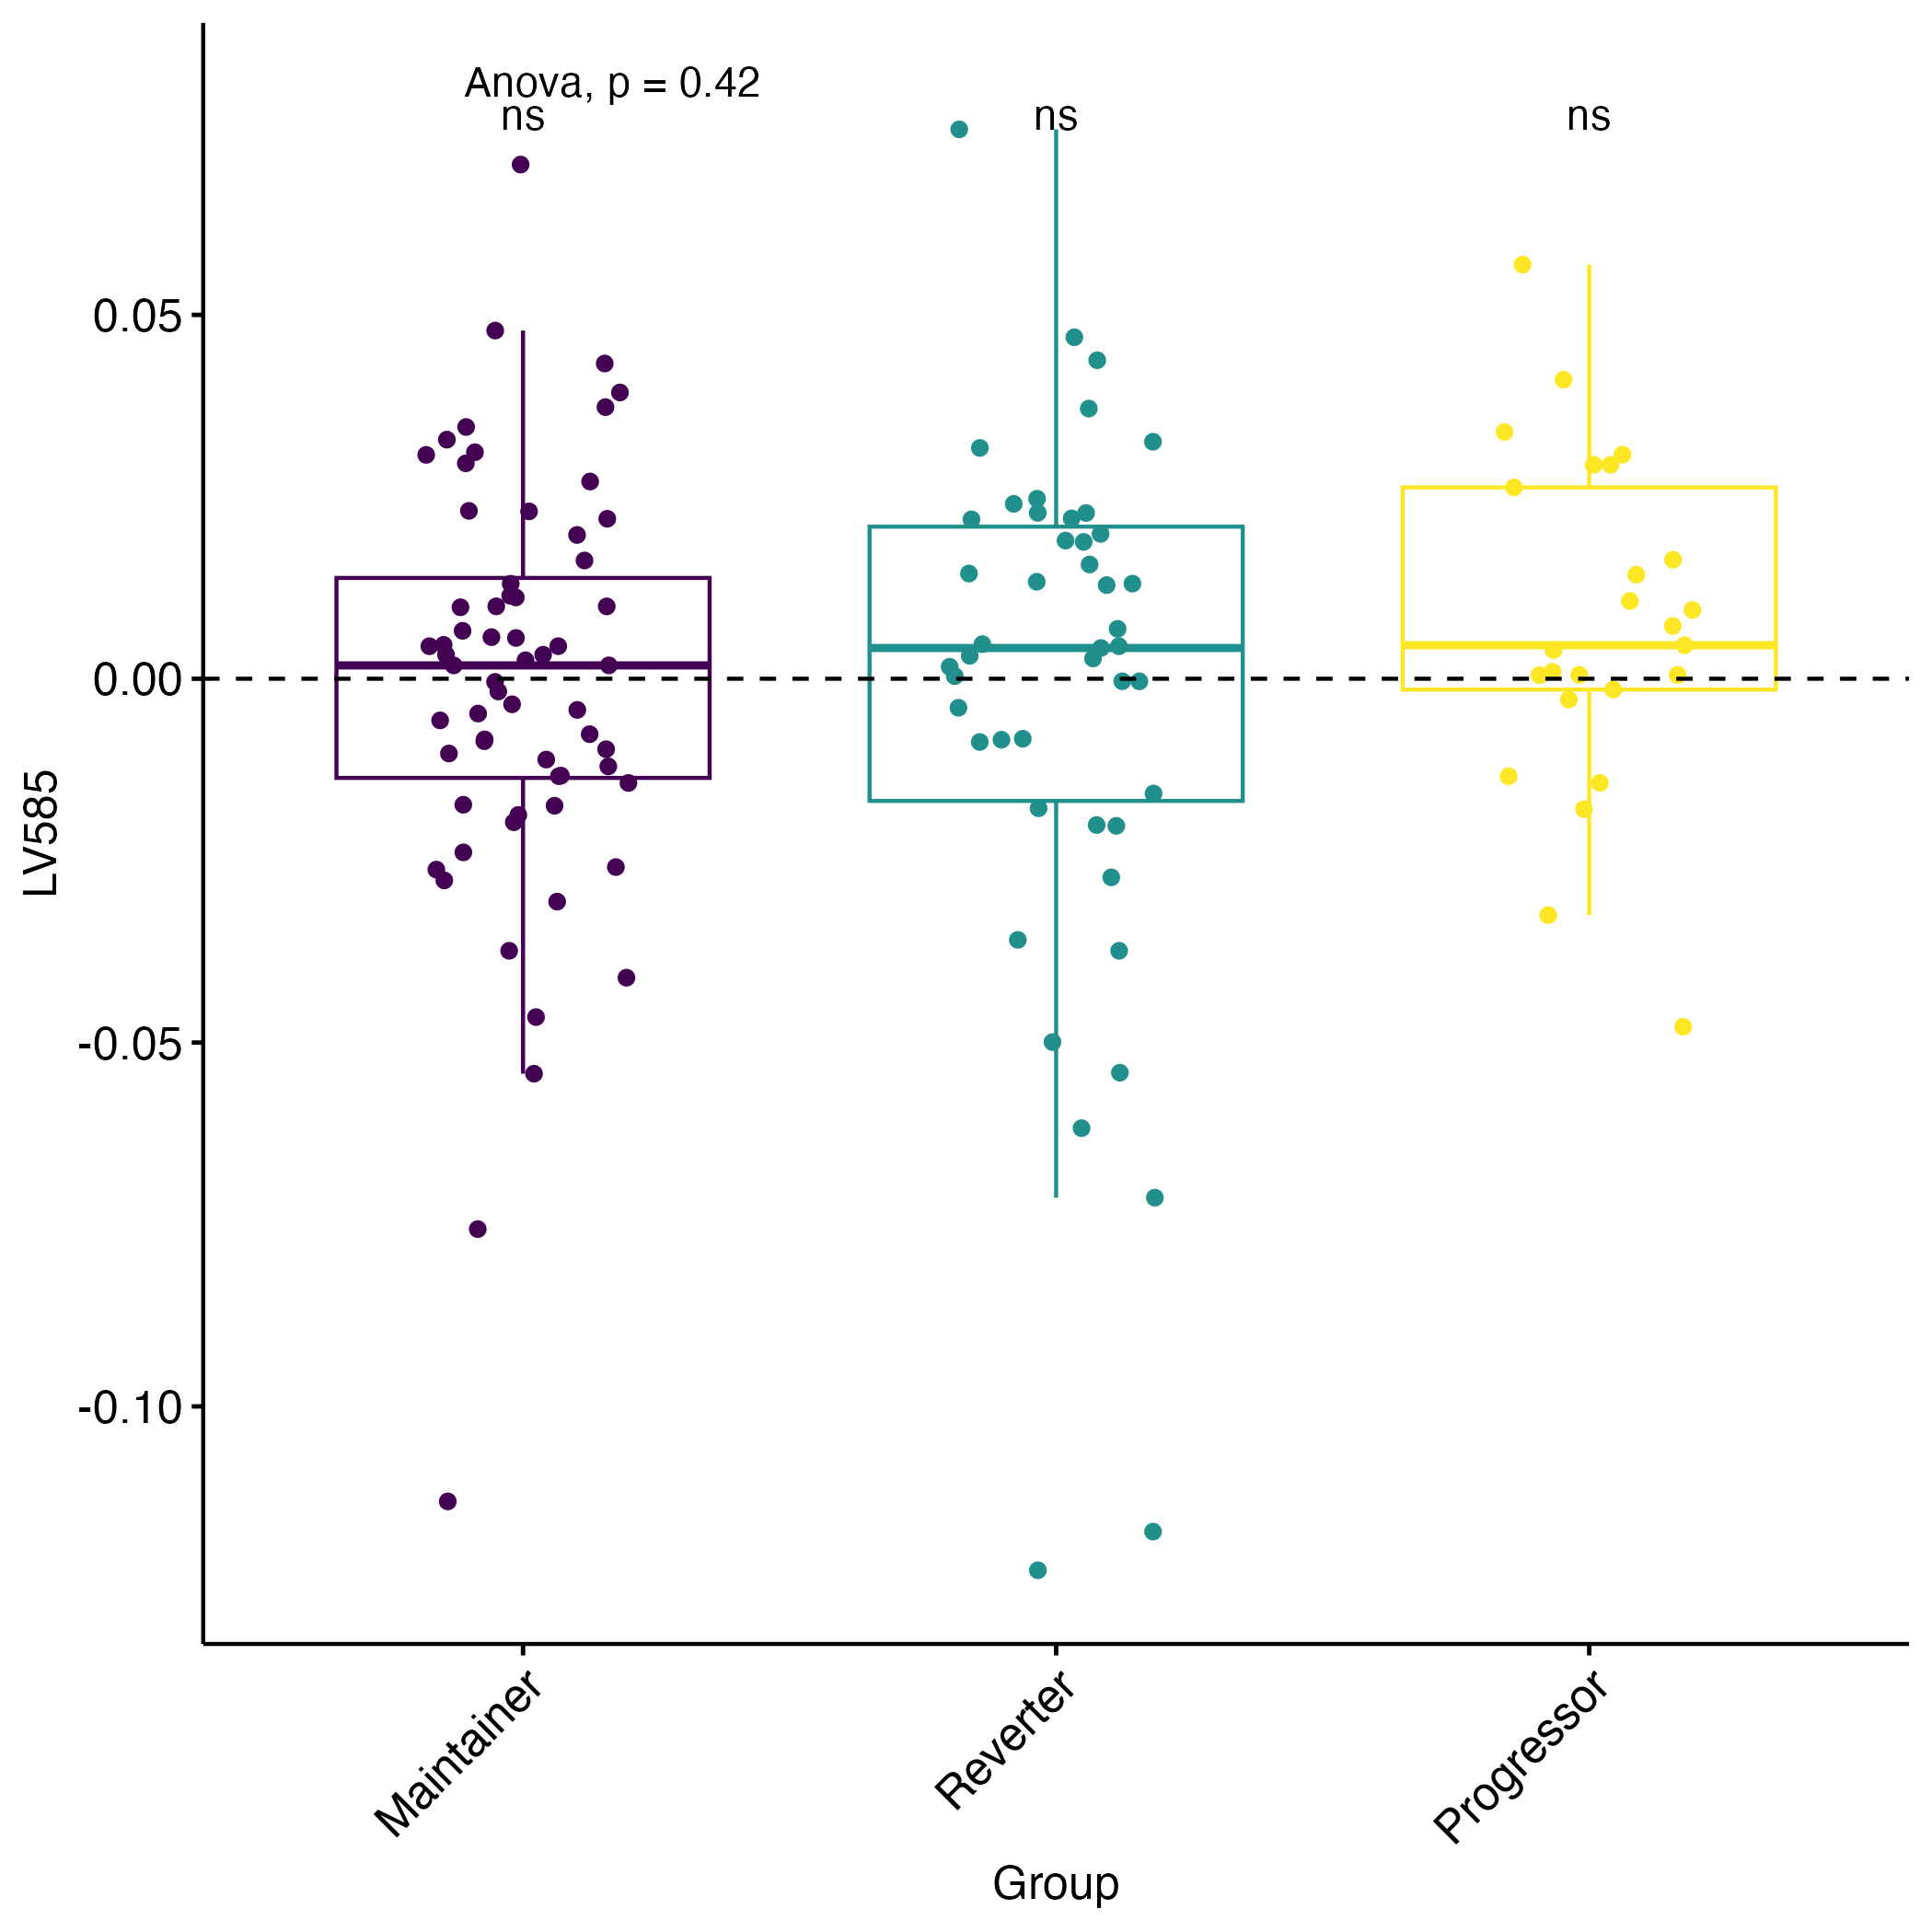 Anova, p = 0.42
ns
ns
ns
0.05
0.00
-0.05
-0.10
LV585
Maintainer
Reverter
Progressor
Group